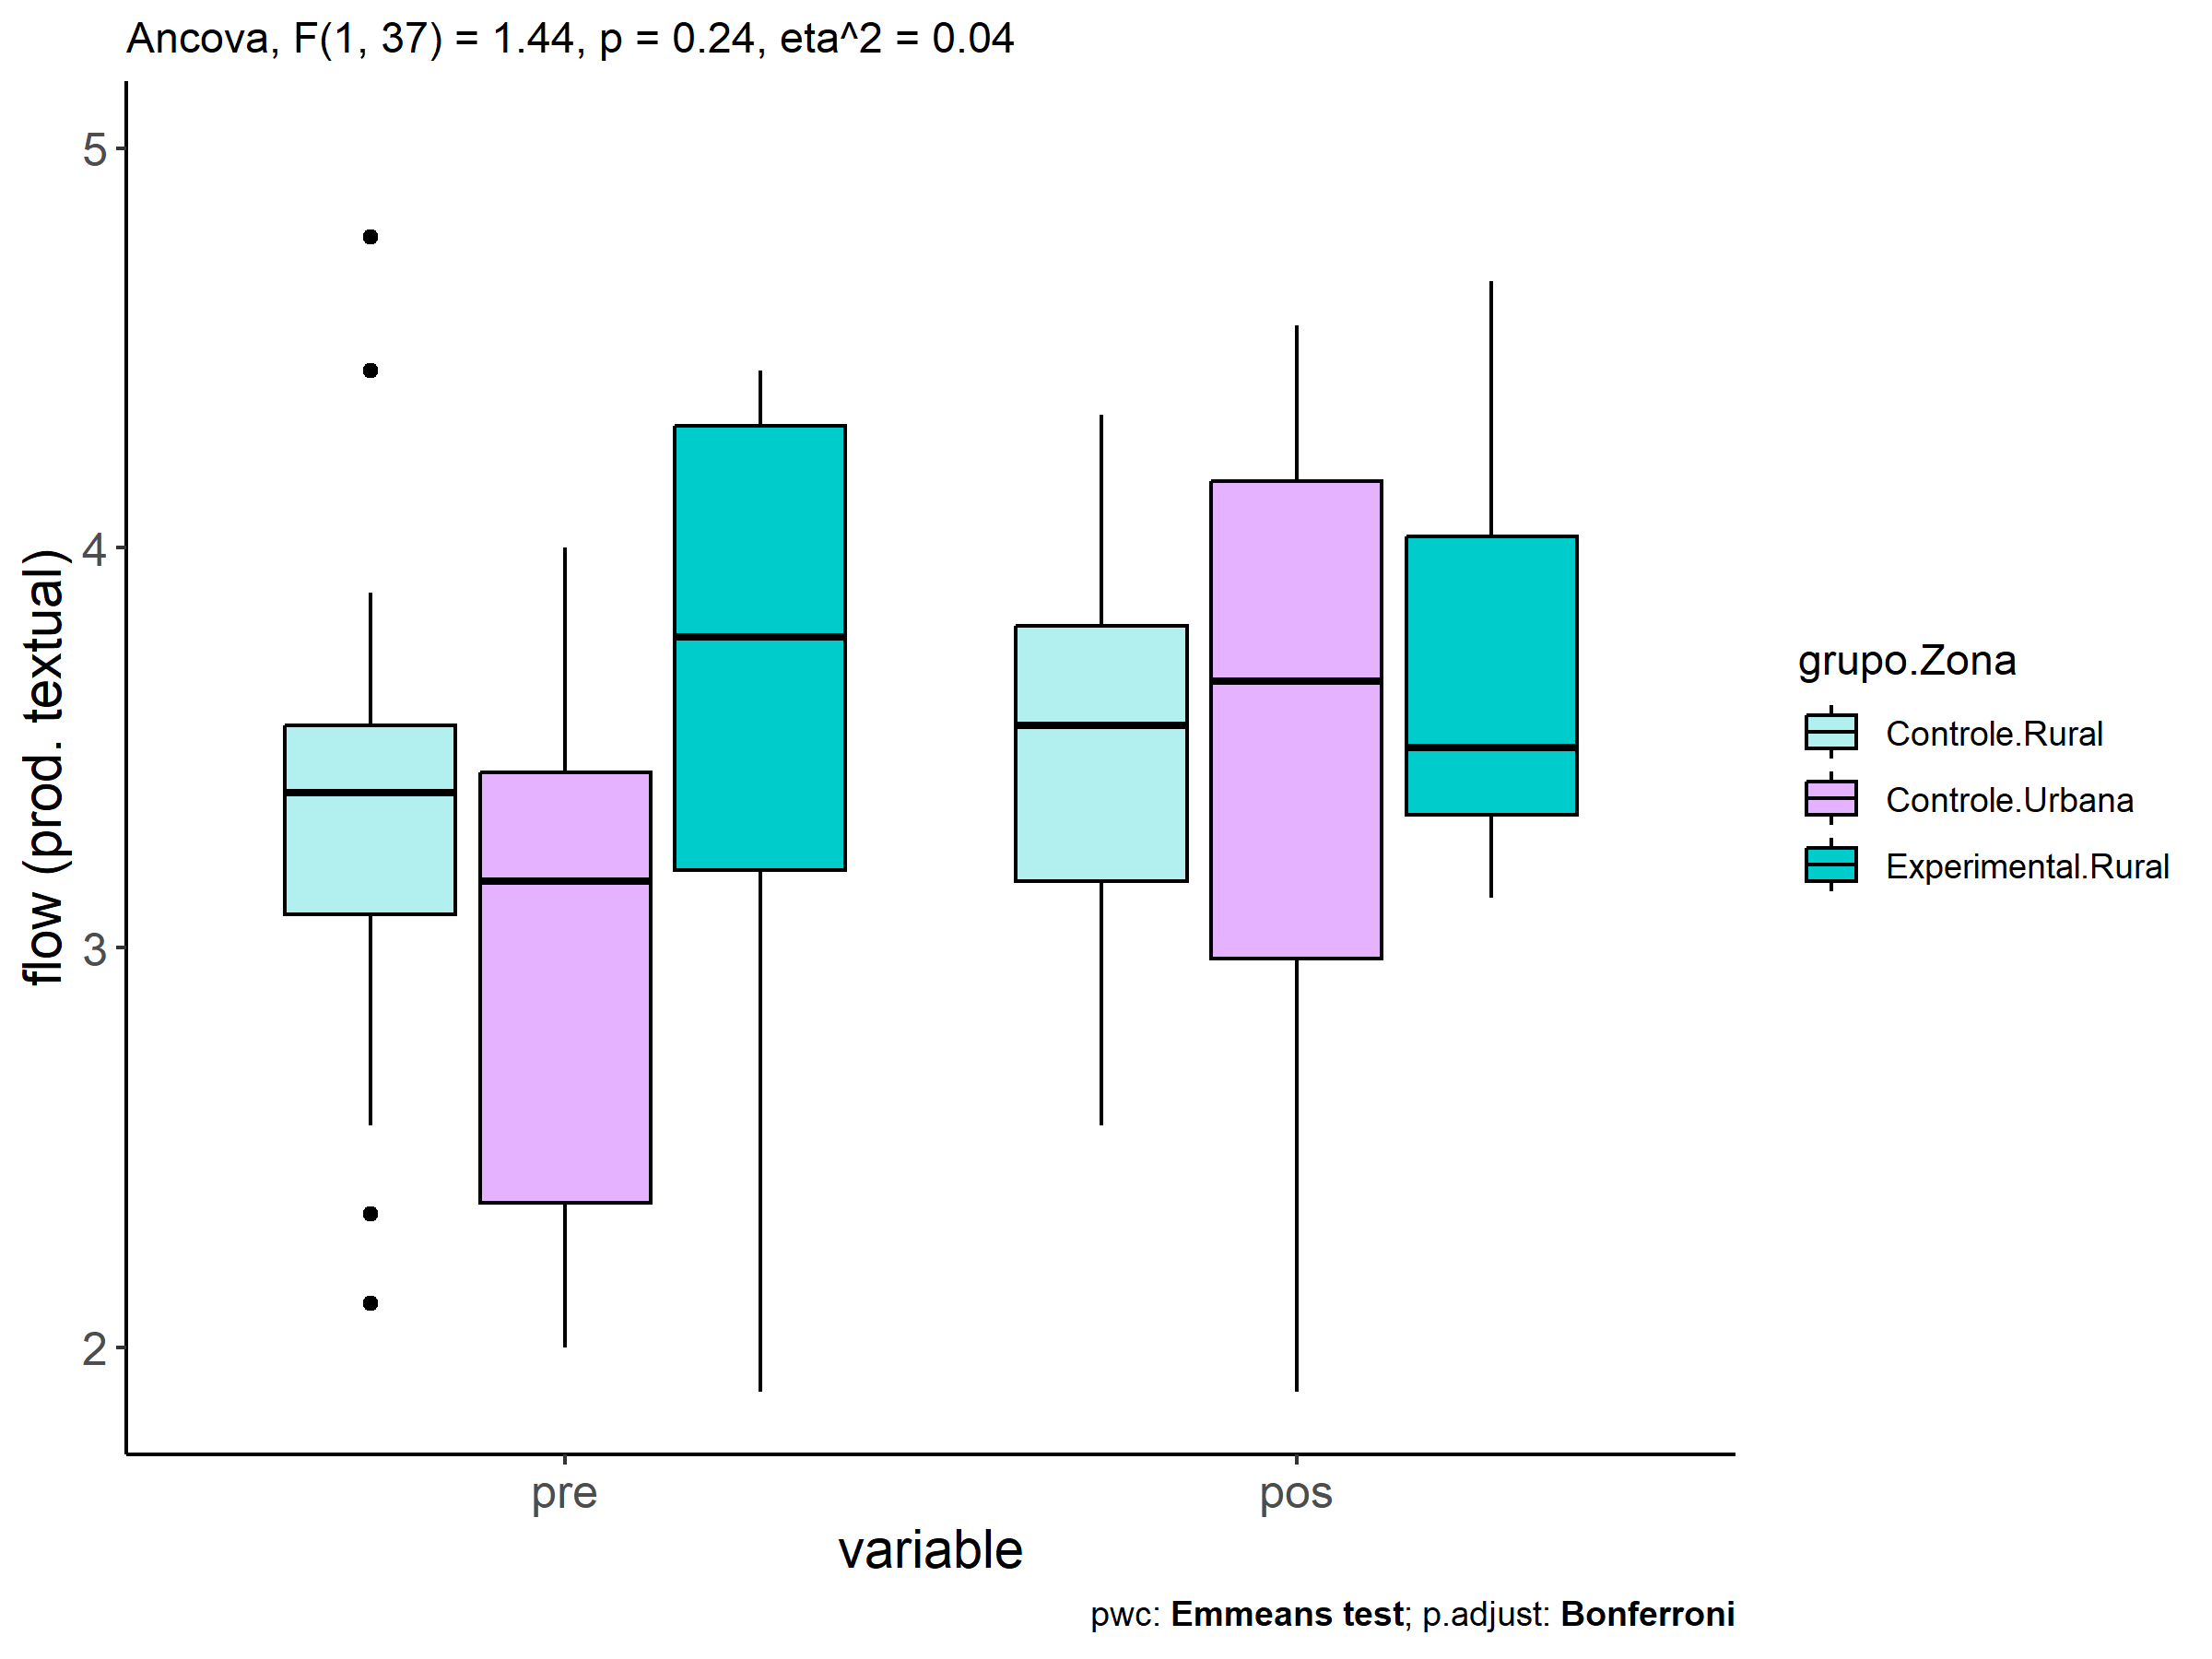 Ancova, F(1, 37) = 1.44, p = 0.24, eta^2 = 0.04
flow (prod. textual)
5
4
3
2
pre
pos
variable
grupo.Zona
Controle.Rural
Controle.Urbana
Experimental.Rural
pwc: Emmeans test; p.adjust: Bonferroni